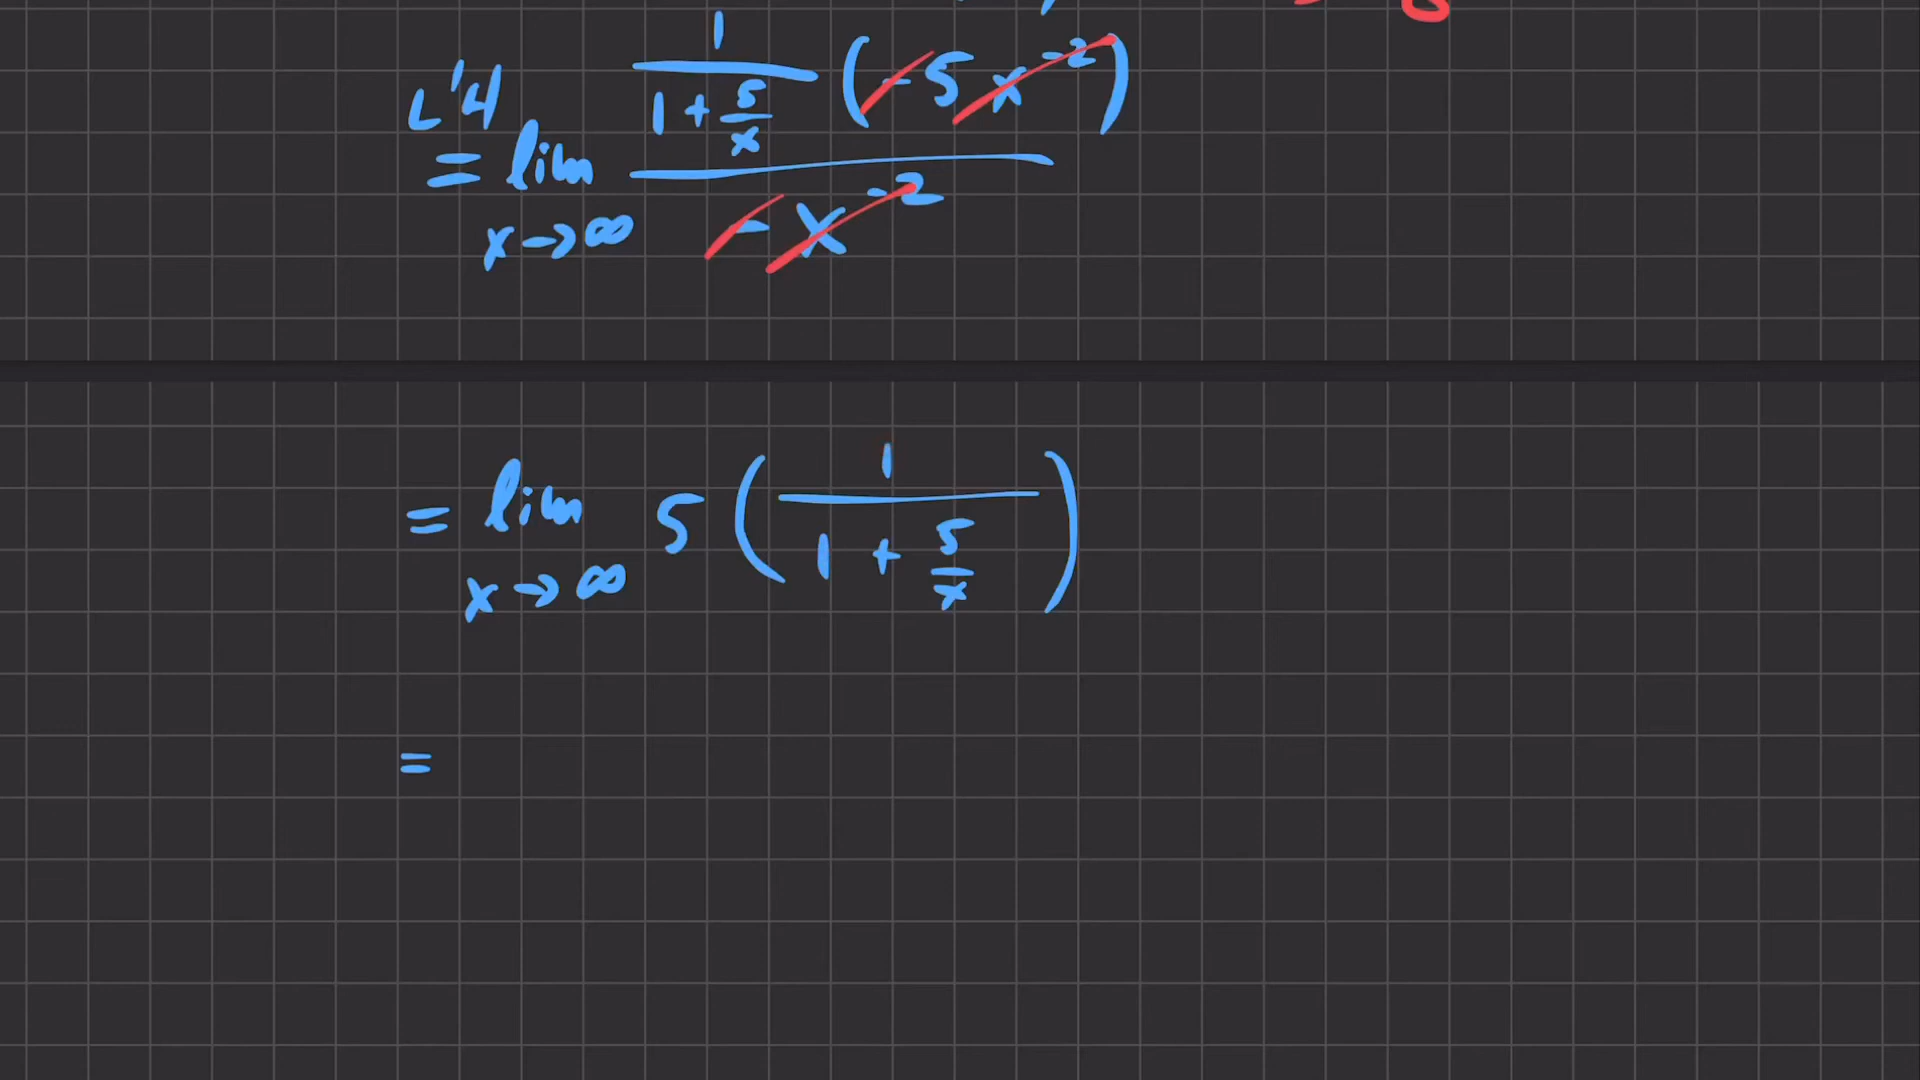 L'H
= lim x→∞ (1/(1 + 5/x) (-5x^-2)) / (-x^-2)
= lim x→∞ 5 (1/(1 + 5/x))
=